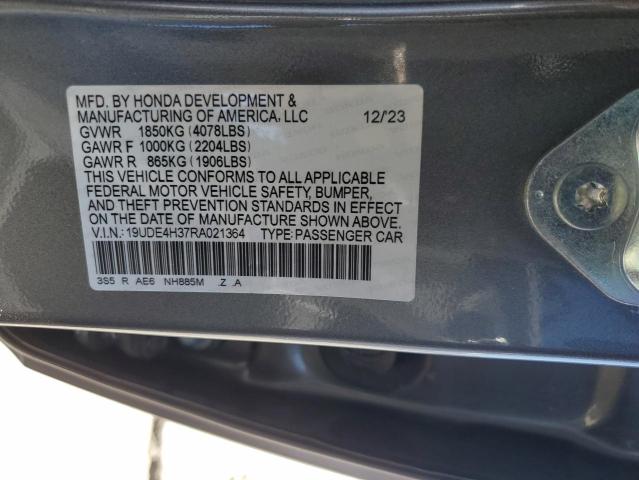 MFD. BY HONDA DEVELOPMENT &
MANUFACTURING OF AMERICA, LLC 12/'23
GVWR 1850KG (4078LBS)
GAWR F 1000KG (2204LBS)
GAWR R 865KG (1906LBS)
THIS VEHICLE CONFORMS TO ALL APPLICABLE
FEDERAL MOTOR VEHICLE SAFETY, BUMPER,
AND THEFT PREVENTION STANDARDS IN EFFECT
ON THE DATE OF MANUFACTURE SHOWN ABOVE.
V.I.N.: 19UDE4H37RA021364 TYPE: PASSENGER CAR
3S5 R AE6 NH885M .Z .A